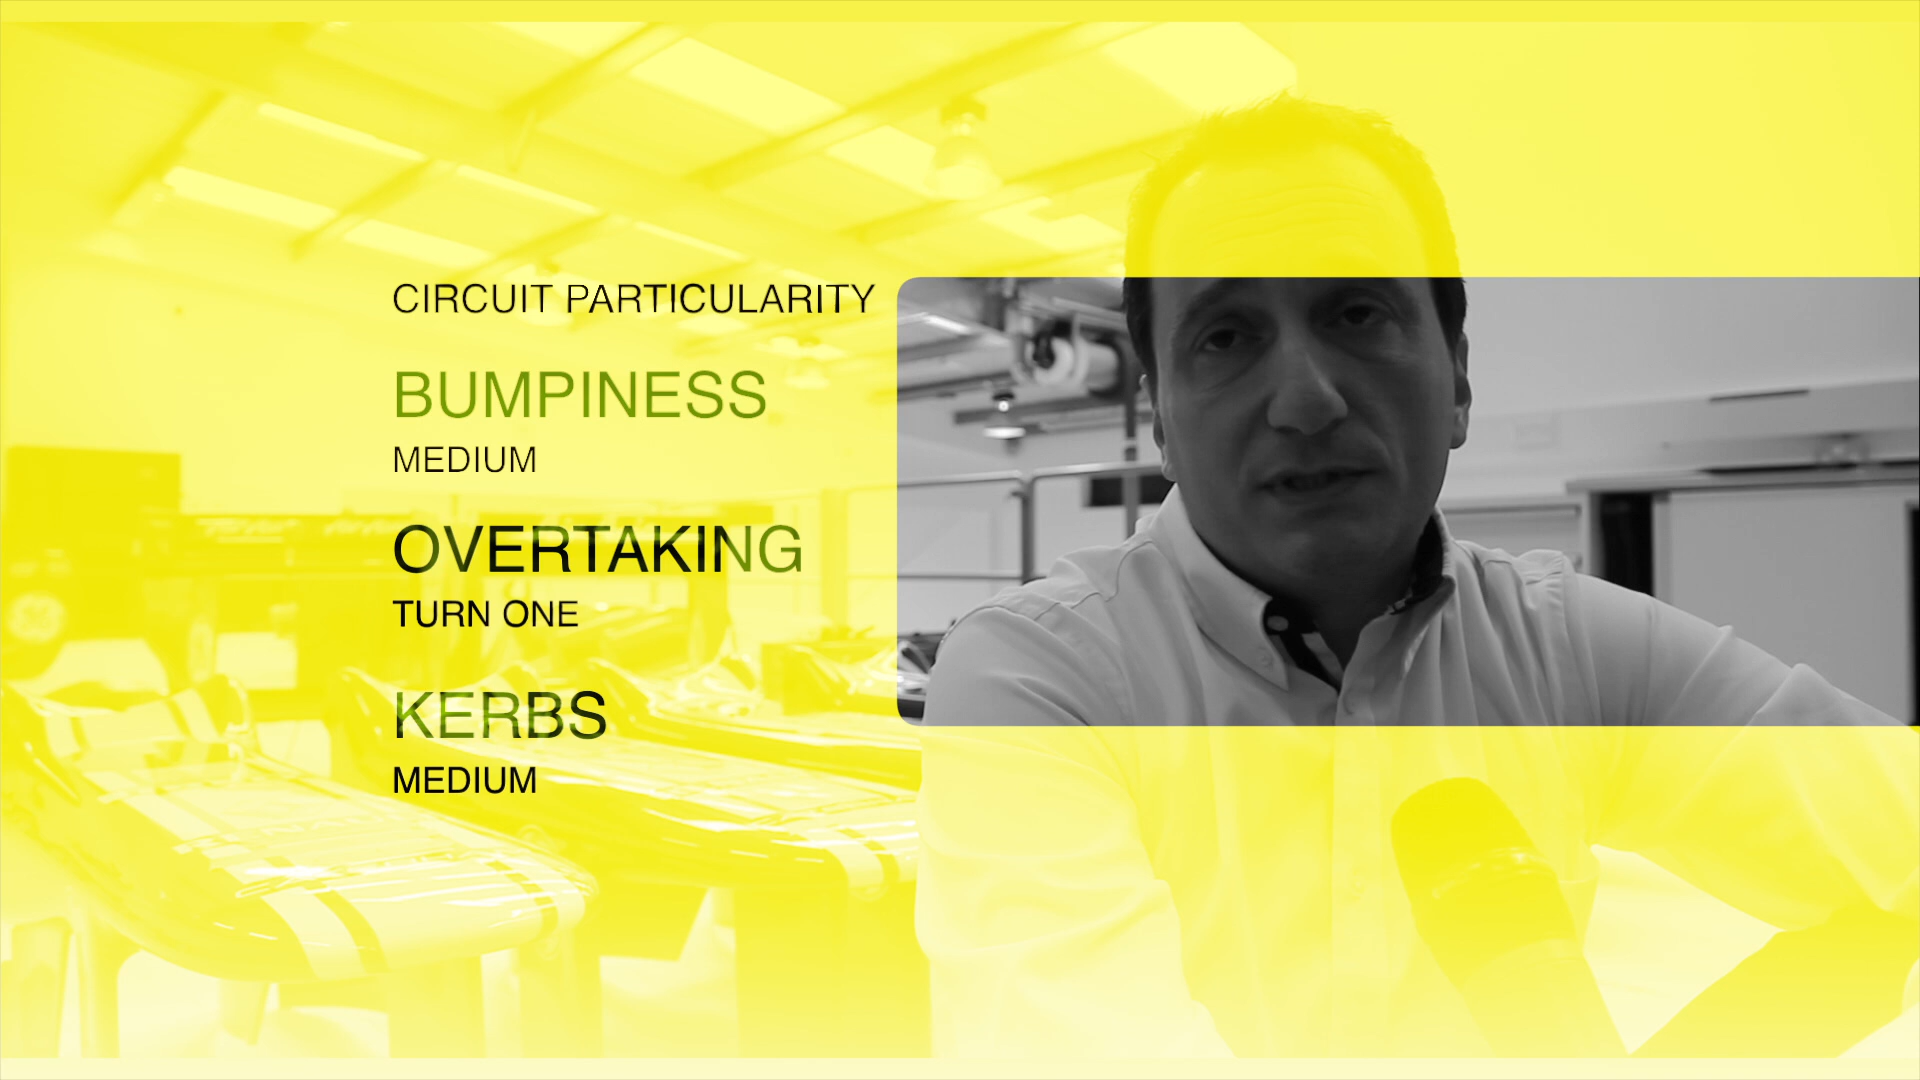 CIRCUIT PARTICULARITY
BUMPINESS
MEDIUM
OVERTAKING
TURN ONE
KERBS
MEDIUM